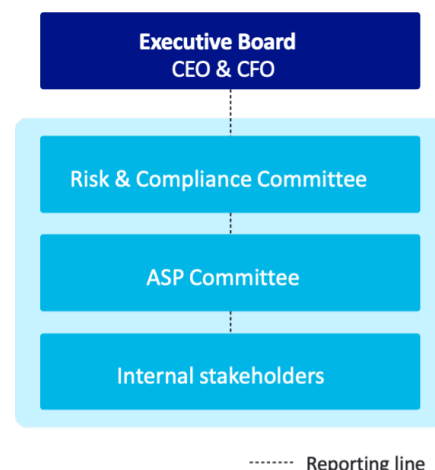 Executive Board
CEO & CFO
Risk & Compliance Committee
ASP Committee
Internal stakeholders
Reporting line